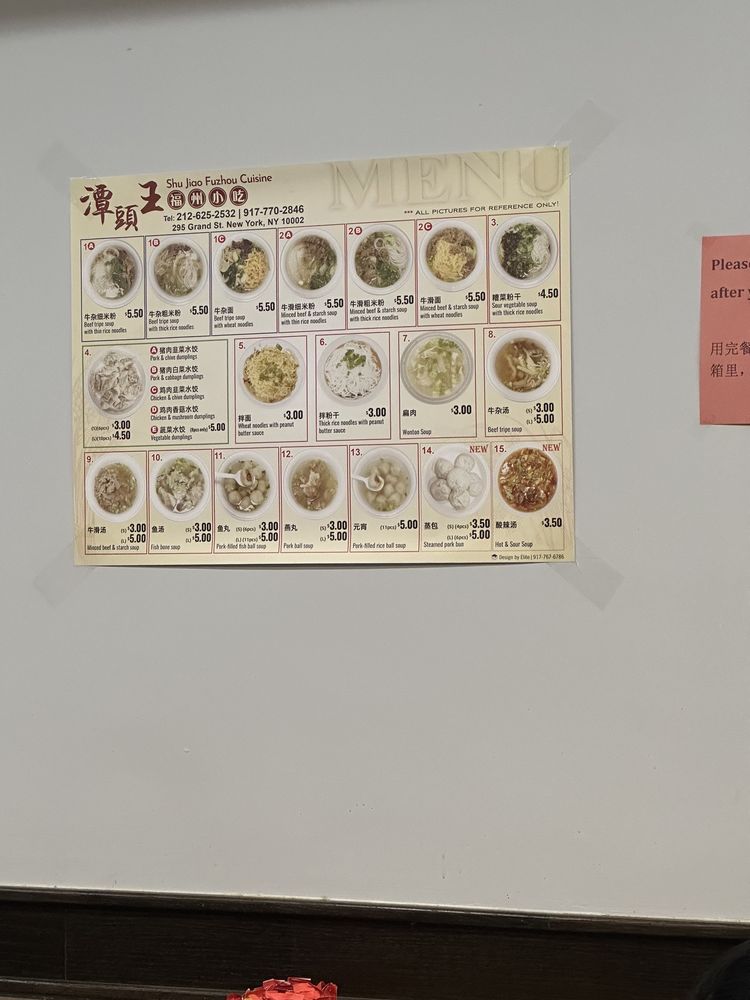 MENU
潭頭王
Shu Jiao Fuzhou Cuisine
福州小吃
Tel: 212-625-2532 | 917-770-2846
295 Grand St. New York, NY 10002
*** ALL PICTURES FOR REFERENCE ONLY!
1A
牛杂细米粉 $5.50
Beef tripe soup
with thin rice noodles
1B
牛杂粗米粉 $5.50
Beef tripe soup
with thick rice noodles
1C
牛杂面 $5.50
Beef tripe soup
with wheat noodles
2A
牛滑细米粉 $5.50
Minced beef & starch soup
with thin rice noodles
2B
牛滑粗米粉 $5.50
Minced beef & starch soup
with thick rice noodles
2C
牛滑面 $5.50
Minced beef & starch soup
with wheat noodles
3.
糟菜粉干 $4.50
Sour vegetable soup
with thick rice noodles
4.
A 猪肉韭菜水饺
Pork & chive dumplings
B 猪肉白菜水饺
Pork & cabbage dumplings
C 鸡肉韭菜水饺
Chicken & chive dumplings
D 鸡肉香菇水饺
Chicken & mushroom dumplings
E 蔬菜水饺 (8pcs only) $5.00
Vegetable dumplings
(S)(6pcs) $3.00
(L)(10pcs) $4.50
5.
拌面 $3.00
Wheat noodles with peanut
butter sauce
6.
拌粉干 $3.00
Thick rice noodles with peanut
butter sauce
7.
扁肉 $3.00
Wonton Soup
8.
牛杂汤 (S) $3.00
(L) $5.00
Beef tripe soup
9.
牛滑汤 (S) $3.00
(L) $5.00
Minced beef & starch soup
10.
鱼汤 (S) $3.00
(L) $5.00
Fish bone soup
11.
鱼丸 (S) (6pcs) $3.00
(L) (11pcs) $5.00
Pork-filled fish ball soup
12.
燕丸 (S) $3.00
(L) $5.00
Pork ball soup
13.
元宵 (11pcs) $5.00
Pork-filled rice ball soup
14. NEW
蒸包 (S) (4pcs) $3.50
(L) (6pcs) $5.00
Steamed pork bun
15. NEW
酸辣汤 $3.50
Hot & Sour Soup
Design by Elite | 917-767-6786
Please
after
用完餐
箱里，